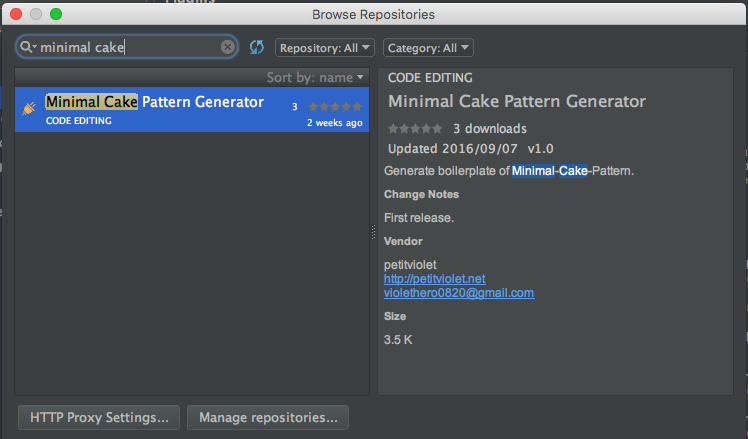 Browse Repositories
minimal cake
Repository: All
Category: All
Sort by: name
Minimal Cake Pattern Generator
3
CODE EDITING
2 weeks ago
CODE EDITING
Minimal Cake Pattern Generator
3 downloads
Updated 2016/09/07 v1.0
Generate boilerplate of Minimal-Cake-Pattern.
Change Notes
First release.
Vendor
petitviolet
http://petitviolet.net
violethero0820@gmail.com
Size
3.5 K
HTTP Proxy Settings...
Manage repositories...